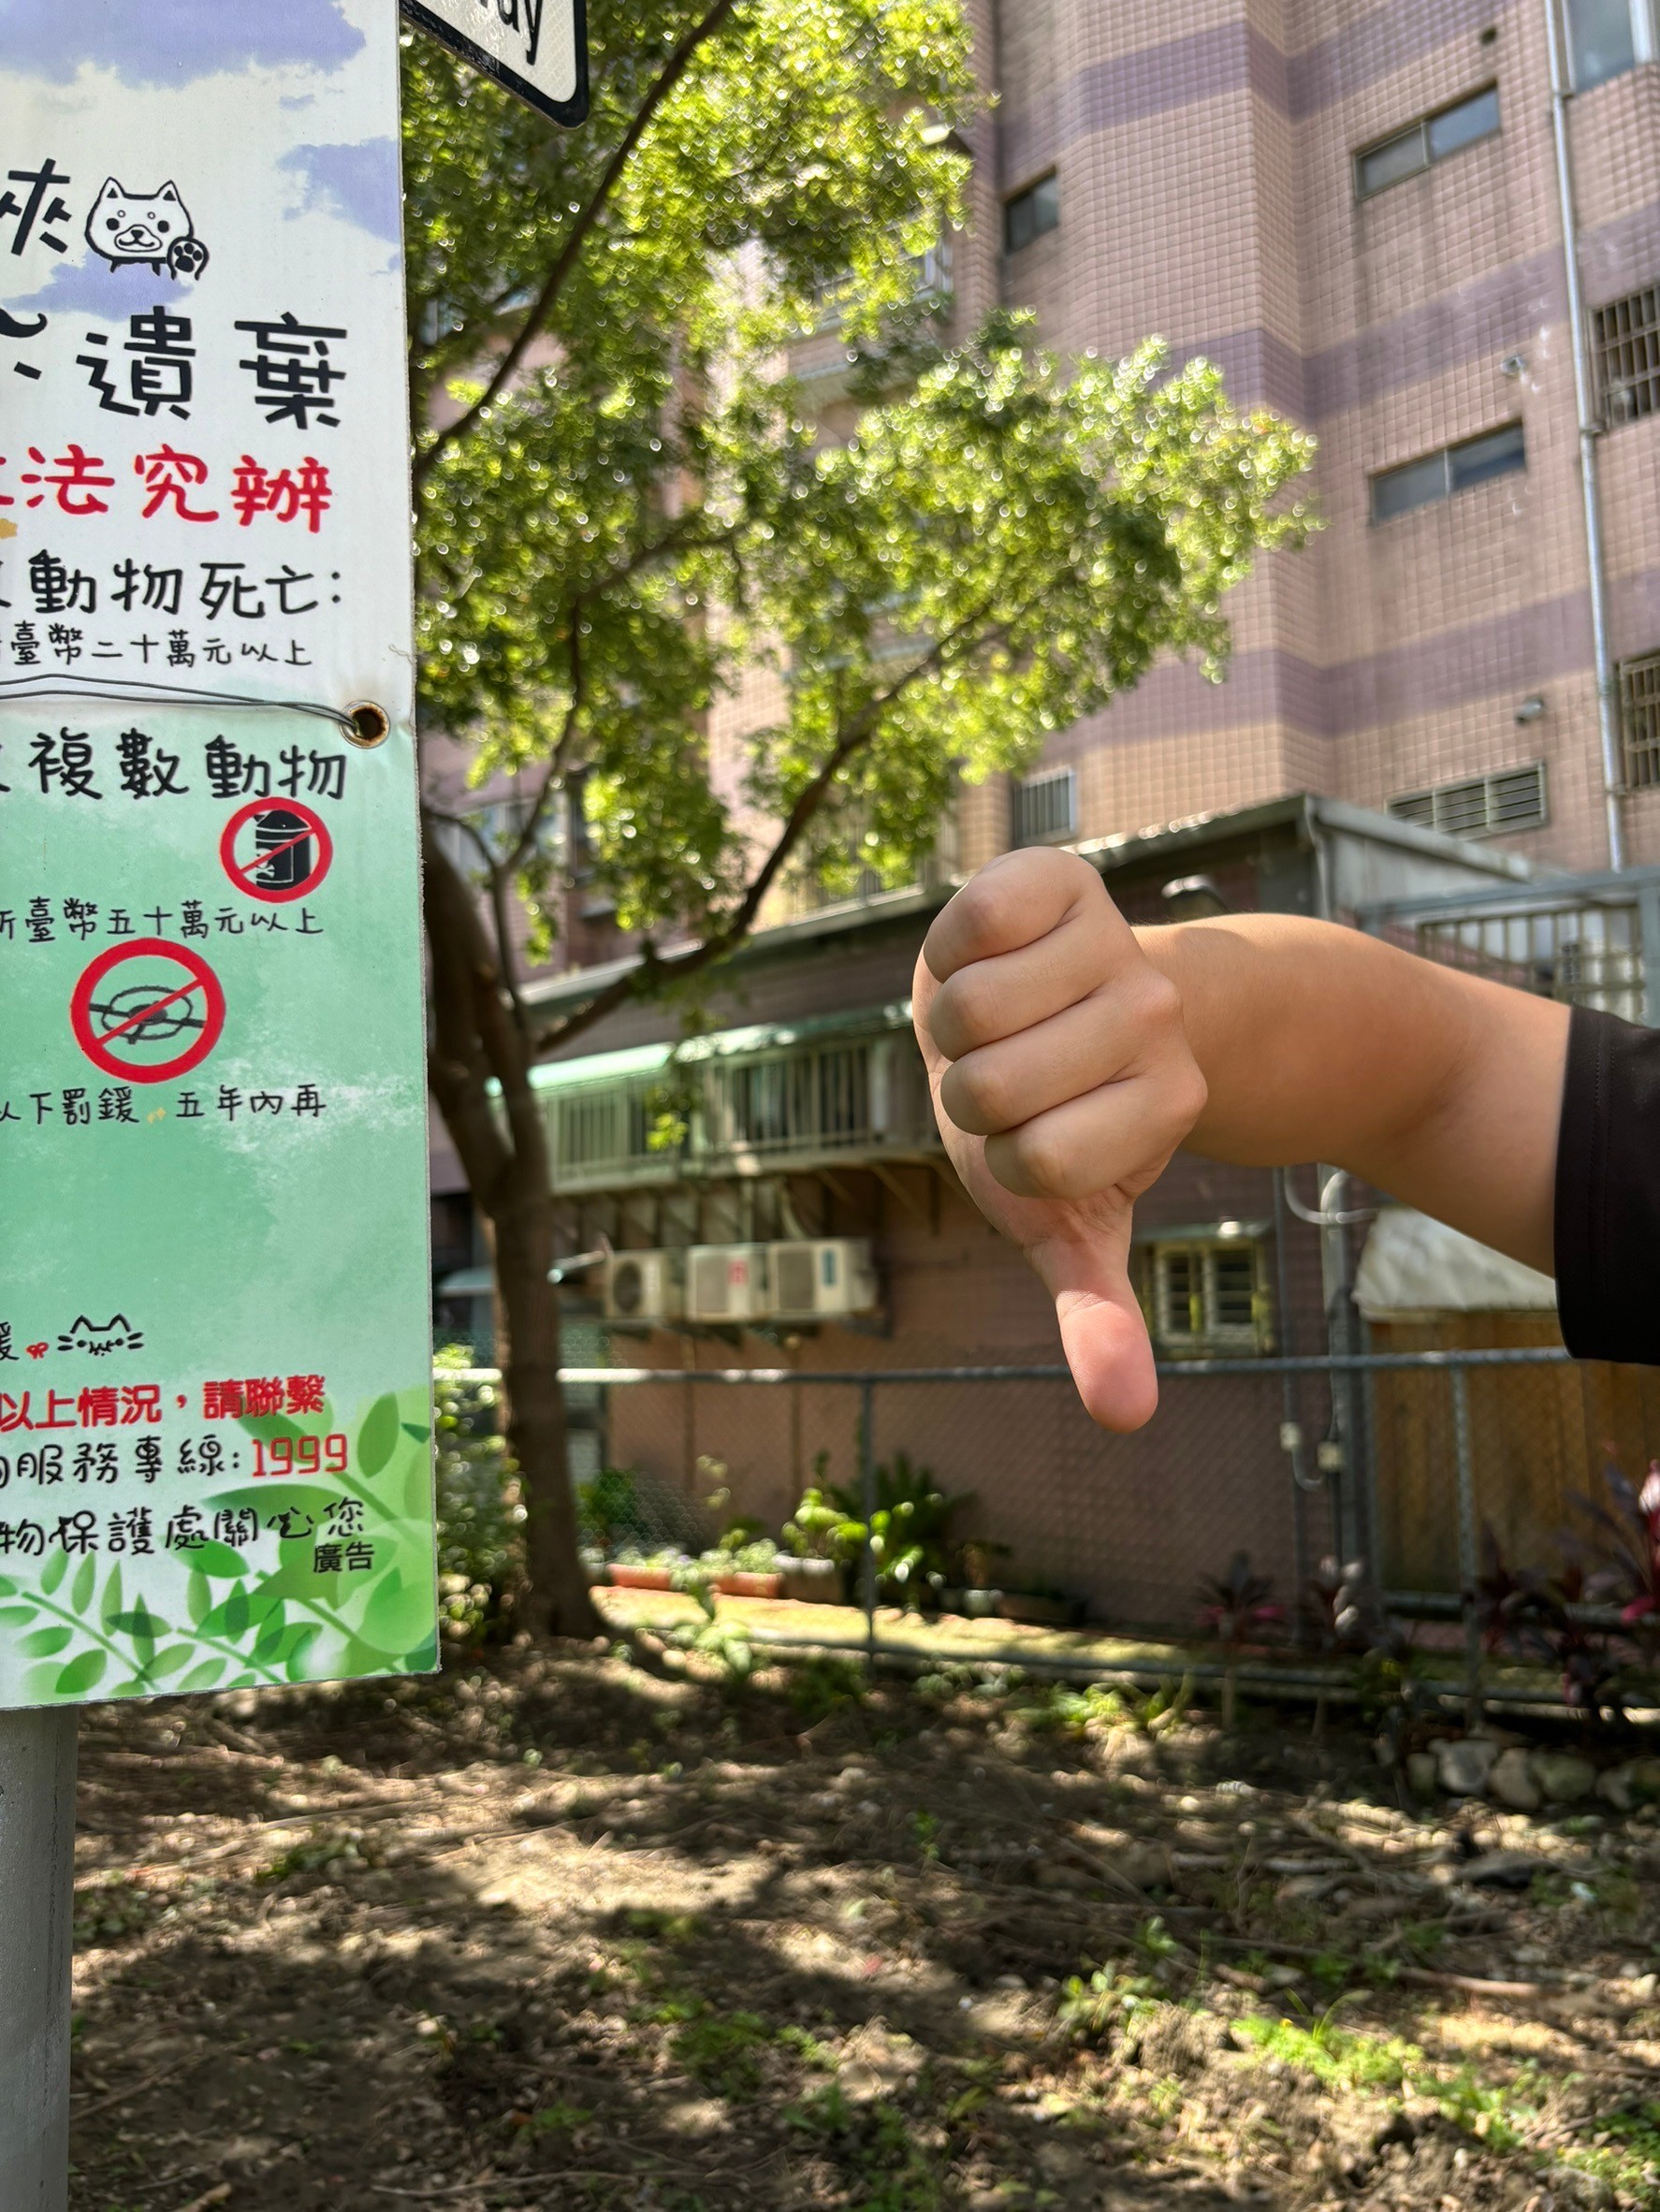 夾
遺棄
法究辦
動物死亡:
臺幣二十萬元以上
複數動物
新臺幣五十萬元以上
以下罰鍰 五年內再
鍰
以上情況，請聯繫
服務專線:1999
物保護處關心您
廣告